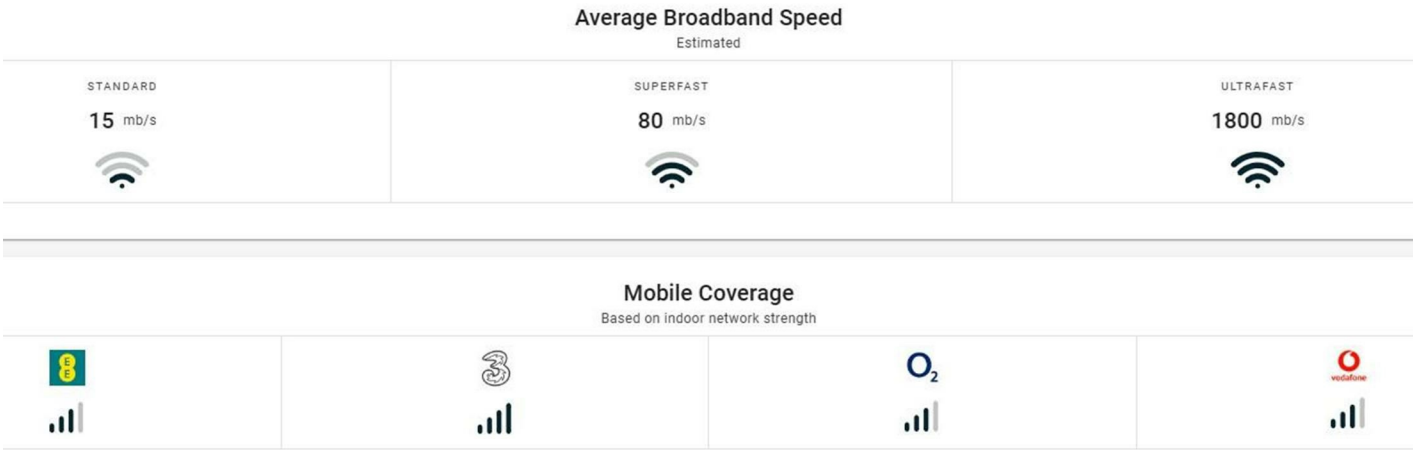 Average Broadband Speed
Estimated
STANDARD
SUPERFAST
ULTRAFAST
15 mb/s
80 mb/s
1800 mb/s
Mobile Coverage
Based on indoor network strength
E
E
3
O2
vodafone